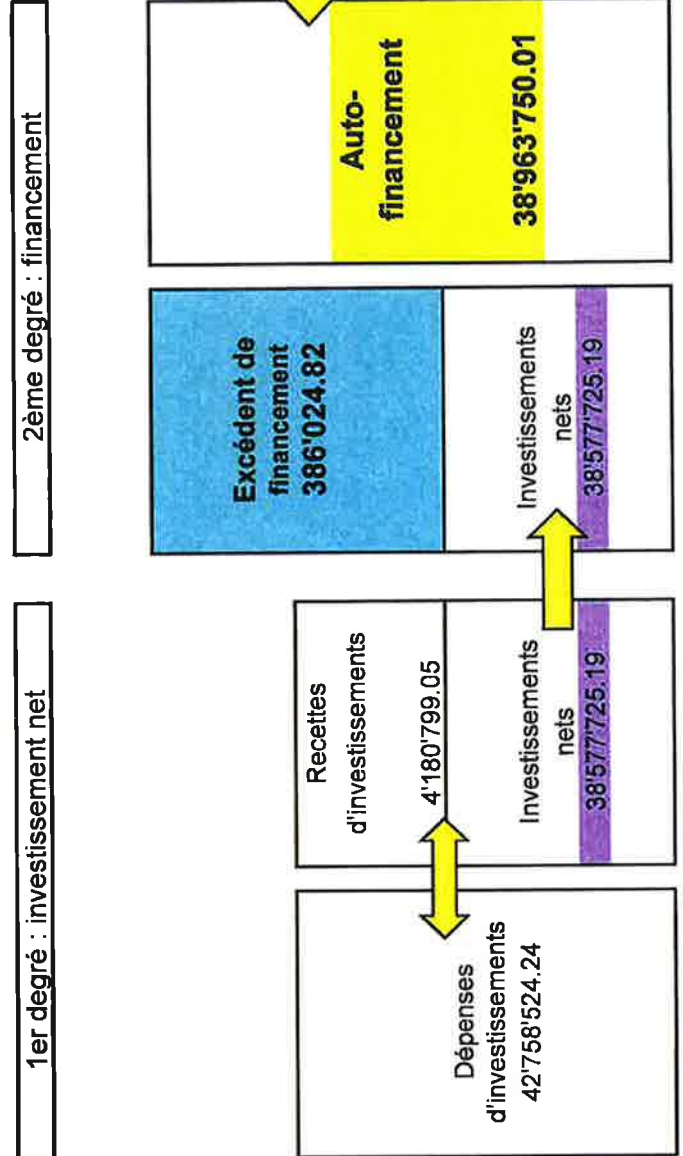 1er degré : investissement net
2ème degré : financement
Dépenses
d'investissements
42'758'524.24
Recettes
d'investissements
4'180'799.05
Investissements
nets
38'577'725.19
Excédent de
financement
386'024.82
Investissements
nets
38'577'725.19
Auto-
financement
38'963'750.01